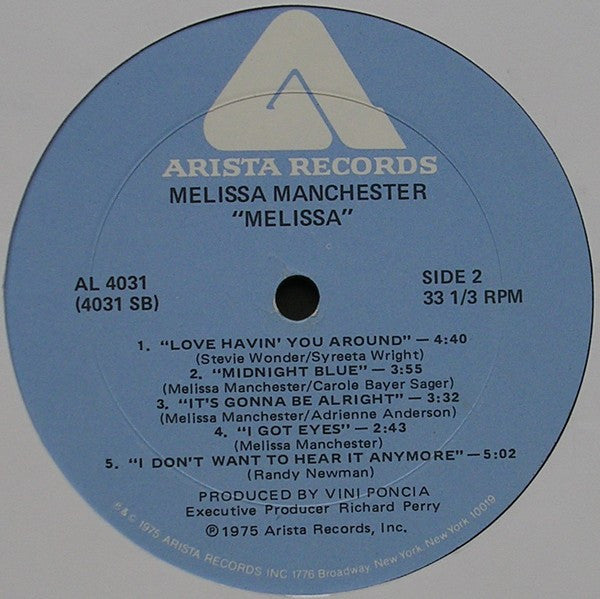 ARISTA RECORDS
MELISSA MANCHESTER
"MELISSA"
AL 4031
(4031 SB)
SIDE 2
33 1/3 RPM
1. "LOVE HAVIN' YOU AROUND" — 4:40
(Stevie Wonder/Syreeta Wright)
2. "MIDNIGHT BLUE" — 3:55
(Melissa Manchester/Carole Bayer Sager)
3. "IT'S GONNA BE ALRIGHT" — 3:32
(Melissa Manchester/Adrienne Anderson)
4. "I GOT EYES" — 2:43
(Melissa Manchester)
5. "I DON'T WANT TO HEAR IT ANYMORE" — 5:02
(Randy Newman)
PRODUCED BY VINI PONCIA
Executive Producer Richard Perry
℗1975 Arista Records, Inc.
P & C 1975 ARISTA RECORDS INC 1776 Broadway, New York, New York 10019